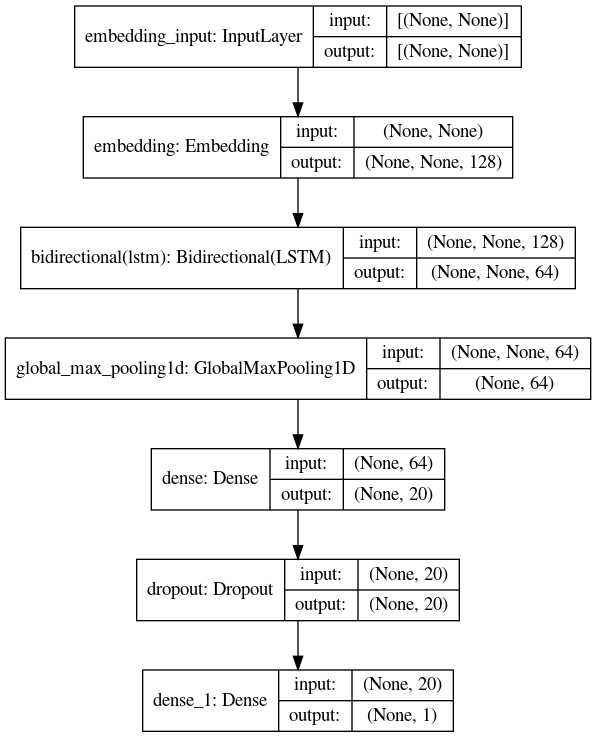 embedding_input: InputLayer
input:
[(None, None)]
output:
[(None, None)]
embedding: Embedding
input:
(None, None)
output:
(None, None, 128)
bidirectional(lstm): Bidirectional(LSTM)
input:
(None, None, 128)
output:
(None, None, 64)
global_max_pooling1d: GlobalMaxPooling1D
input:
(None, None, 64)
output:
(None, 64)
dense: Dense
input:
(None, 64)
output:
(None, 20)
dropout: Dropout
input:
(None, 20)
output:
(None, 20)
dense_1: Dense
input:
(None, 20)
output:
(None, 1)